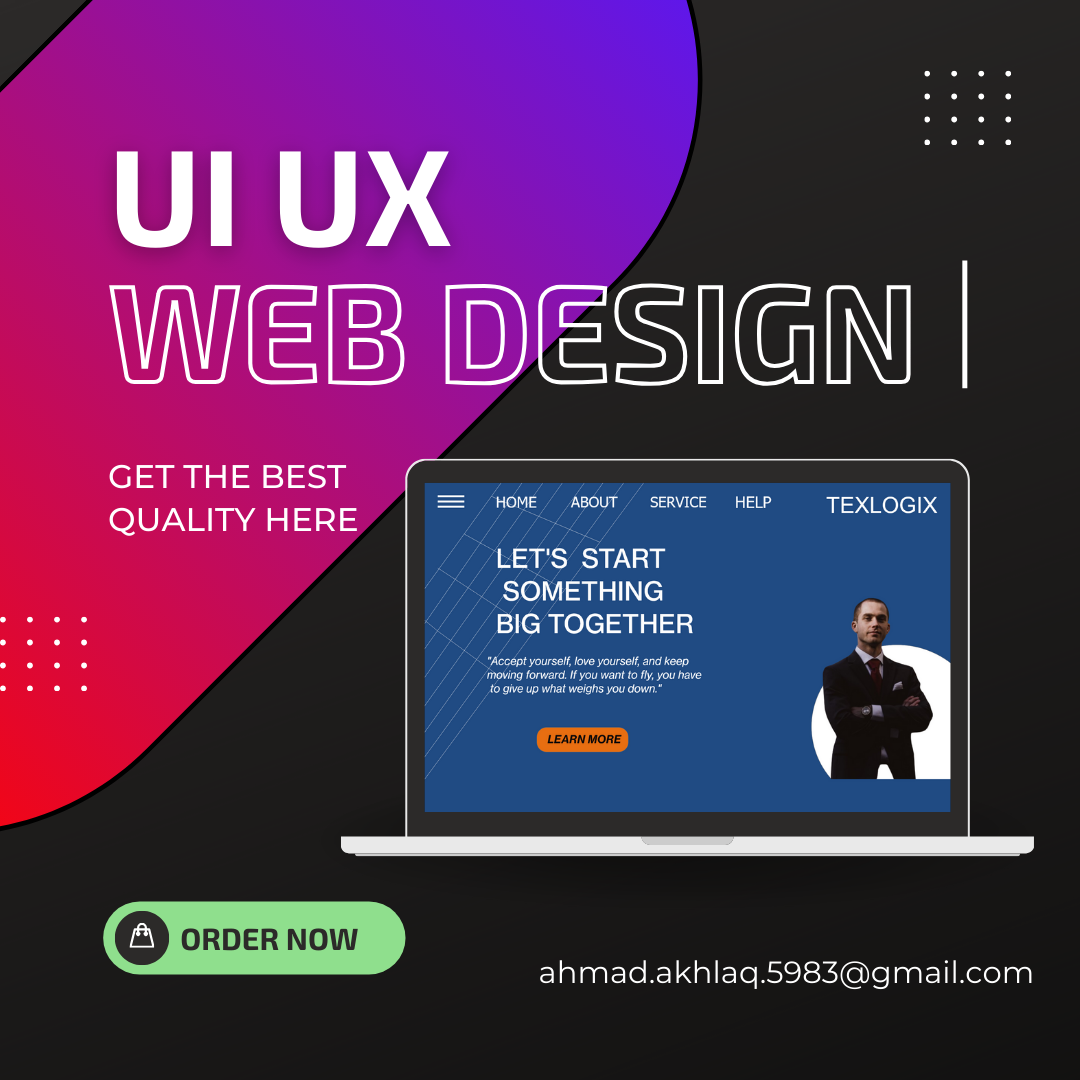 UI UX
WEB DESIGN
GET THE BEST
QUALITY HERE
HOME ABOUT SERVICE HELP TEXLOGIX
LET'S START
SOMETHING
BIG TOGETHER
"Accept yourself, love yourself, and keep
moving forward. If you want to fly, you have
to give up what weighs you down."
LEARN MORE
ORDER NOW
ahmad.akhlaq.5983@gmail.com